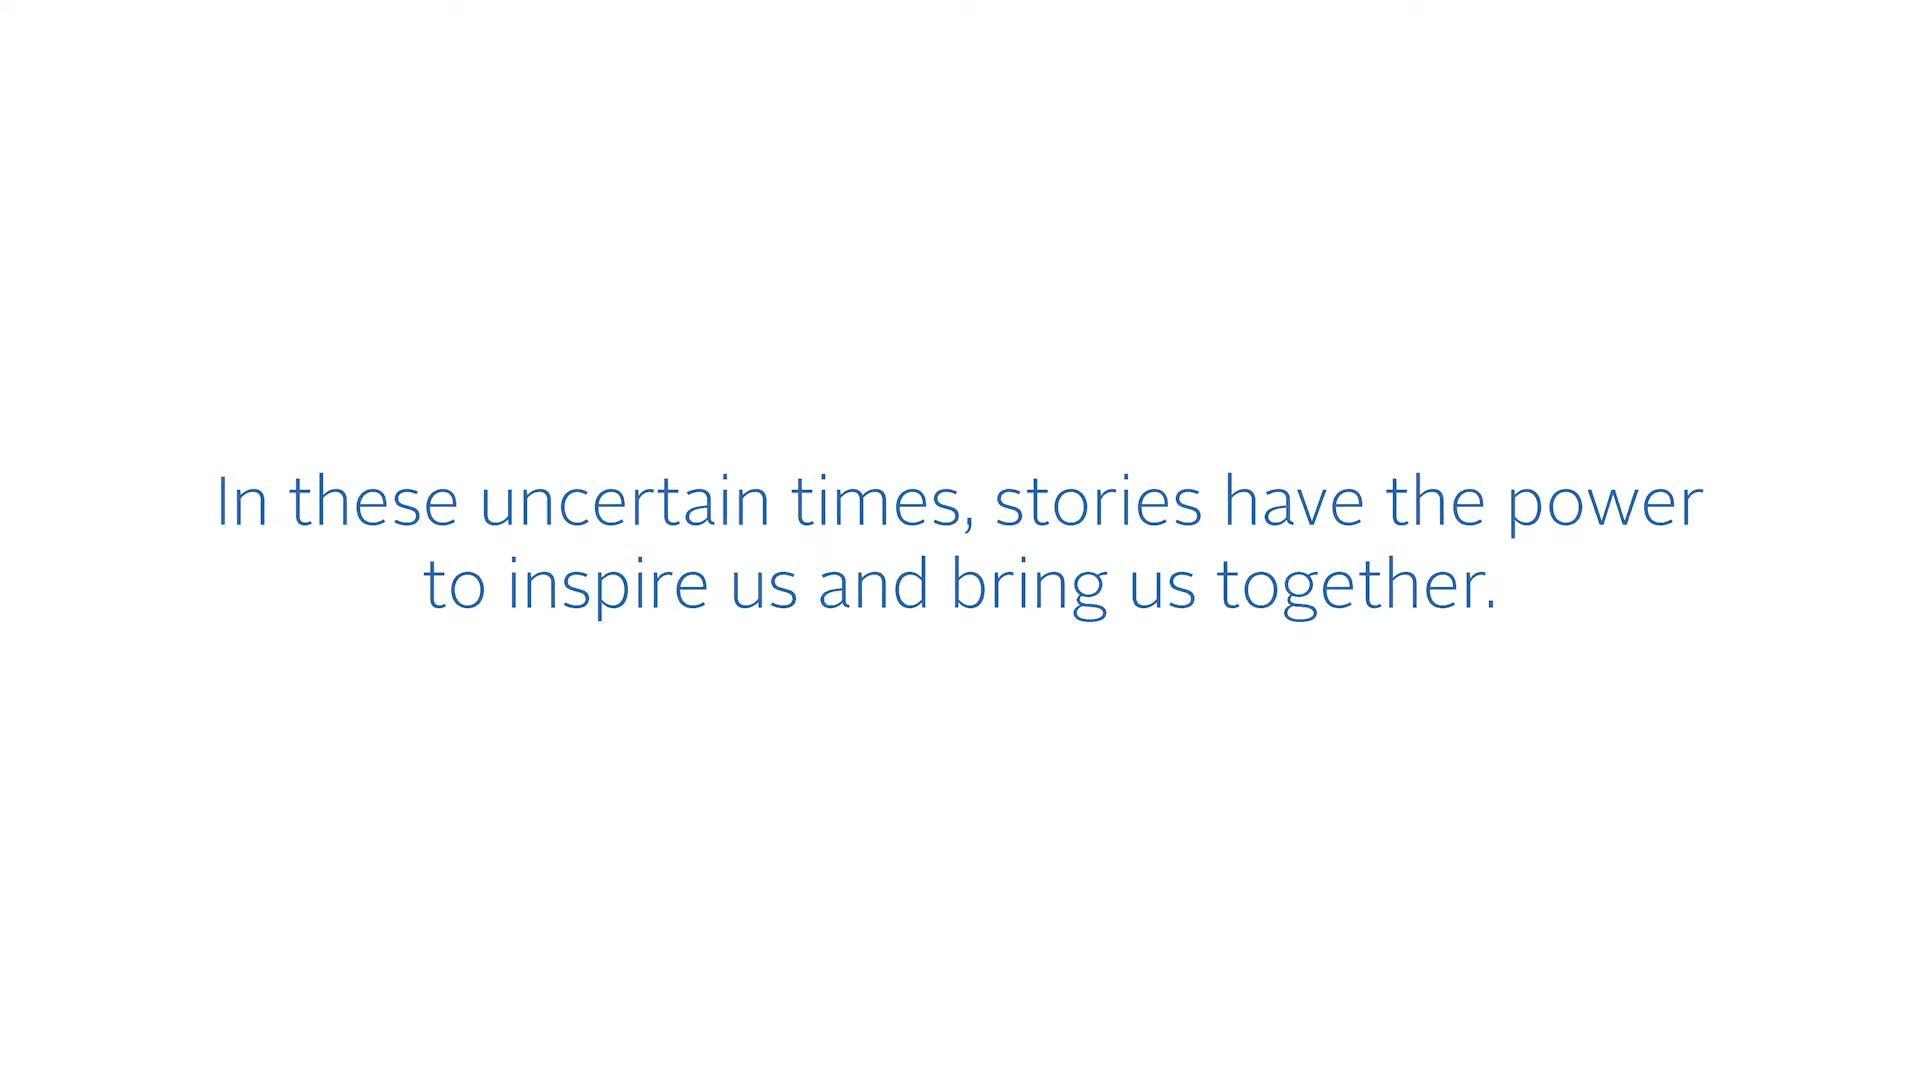 In these uncertain times, stories have the power
to inspire us and bring us together.